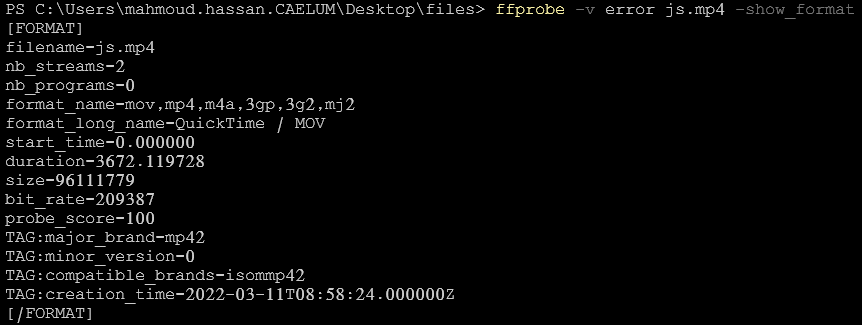 PS C:\Users\mahmoud.hassan.CAELUM\Desktop\files> ffprobe -v error js.mp4 -show_format
[FORMAT]
filename=js.mp4
nb_streams=2
nb_programs=0
format_name=mov,mp4,m4a,3gp,3g2,mj2
format_long_name=QuickTime / MOV
start_time=0.000000
duration=3672.119728
size=96111779
bit_rate=209387
probe_score=100
TAG:major_brand=mp42
TAG:minor_version=0
TAG:compatible_brands=isommp42
TAG:creation_time=2022-03-11T08:58:24.000000Z
[/FORMAT]